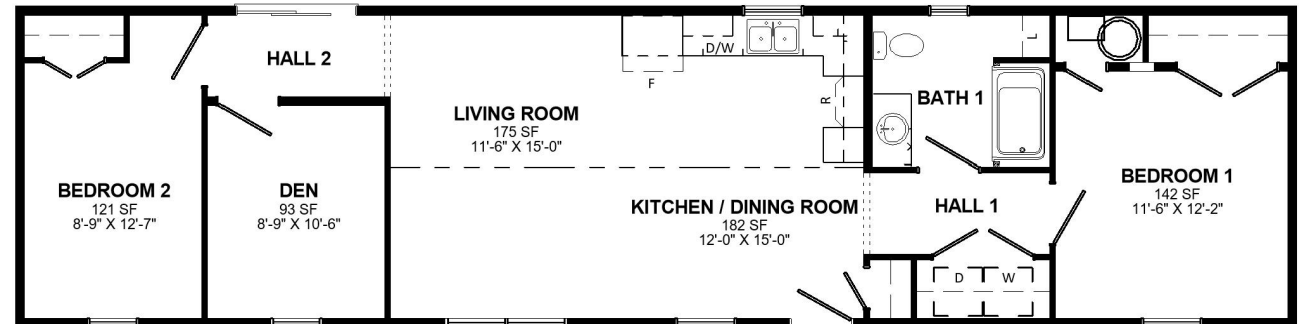 HALL 2
D/W
F
R
L
BATH 1
LIVING ROOM
175 SF
11'-6" X 15'-0"
BEDROOM 2
121 SF
8'-9" X 12'-7"
DEN
93 SF
8'-9" X 10'-6"
KITCHEN / DINING ROOM
182 SF
12'-0" X 15'-0"
HALL 1
BEDROOM 1
142 SF
11'-6" X 12'-2"
D
W